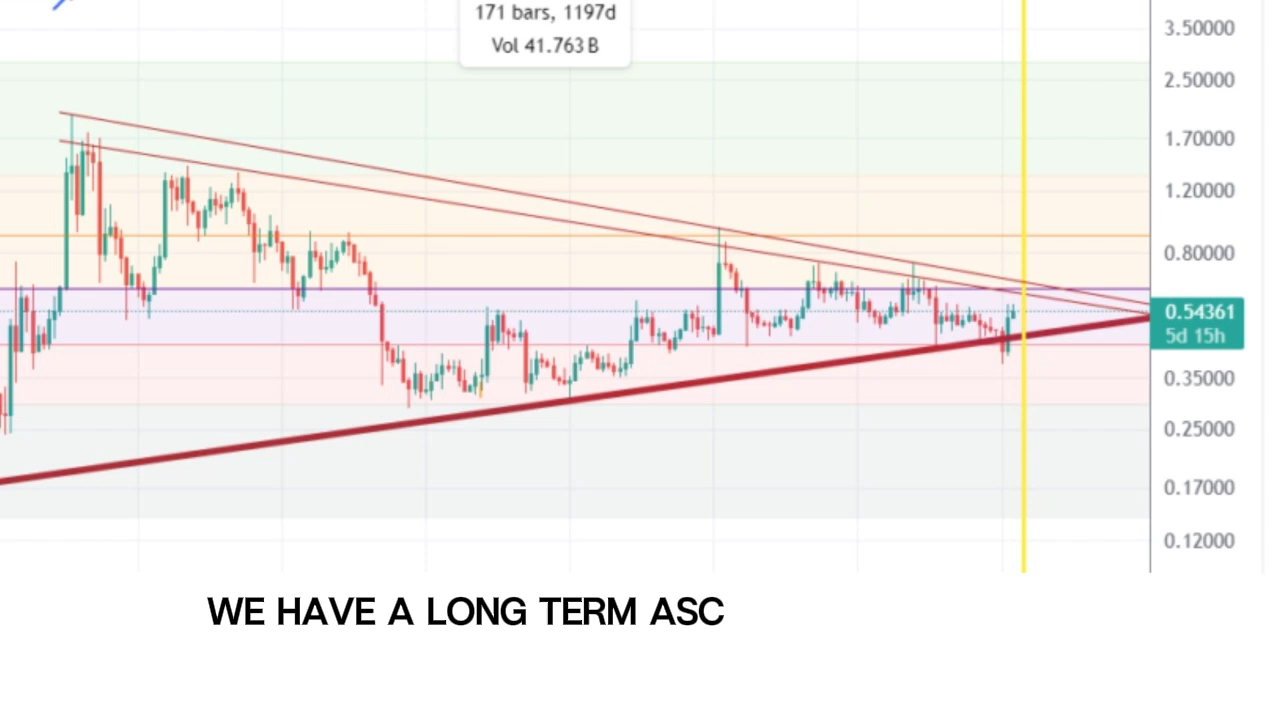 171 bars, 1197d
Vol 41.763 B
3.50000
2.50000
1.70000
1.20000
0.80000
0.54361
5d 15h
0.35000
0.25000
0.17000
0.12000
WE HAVE A LONG TERM ASC